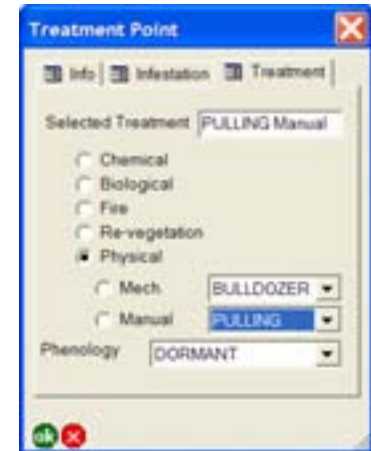 Treatment Point
Info Infestation Treatment
Selected Treatment PULLING Manual
Chemical
Biological
Fire
Re-vegetation
Physical
Mech BULLDOZER
Manual PULLING
Phenology DORMANT
ok